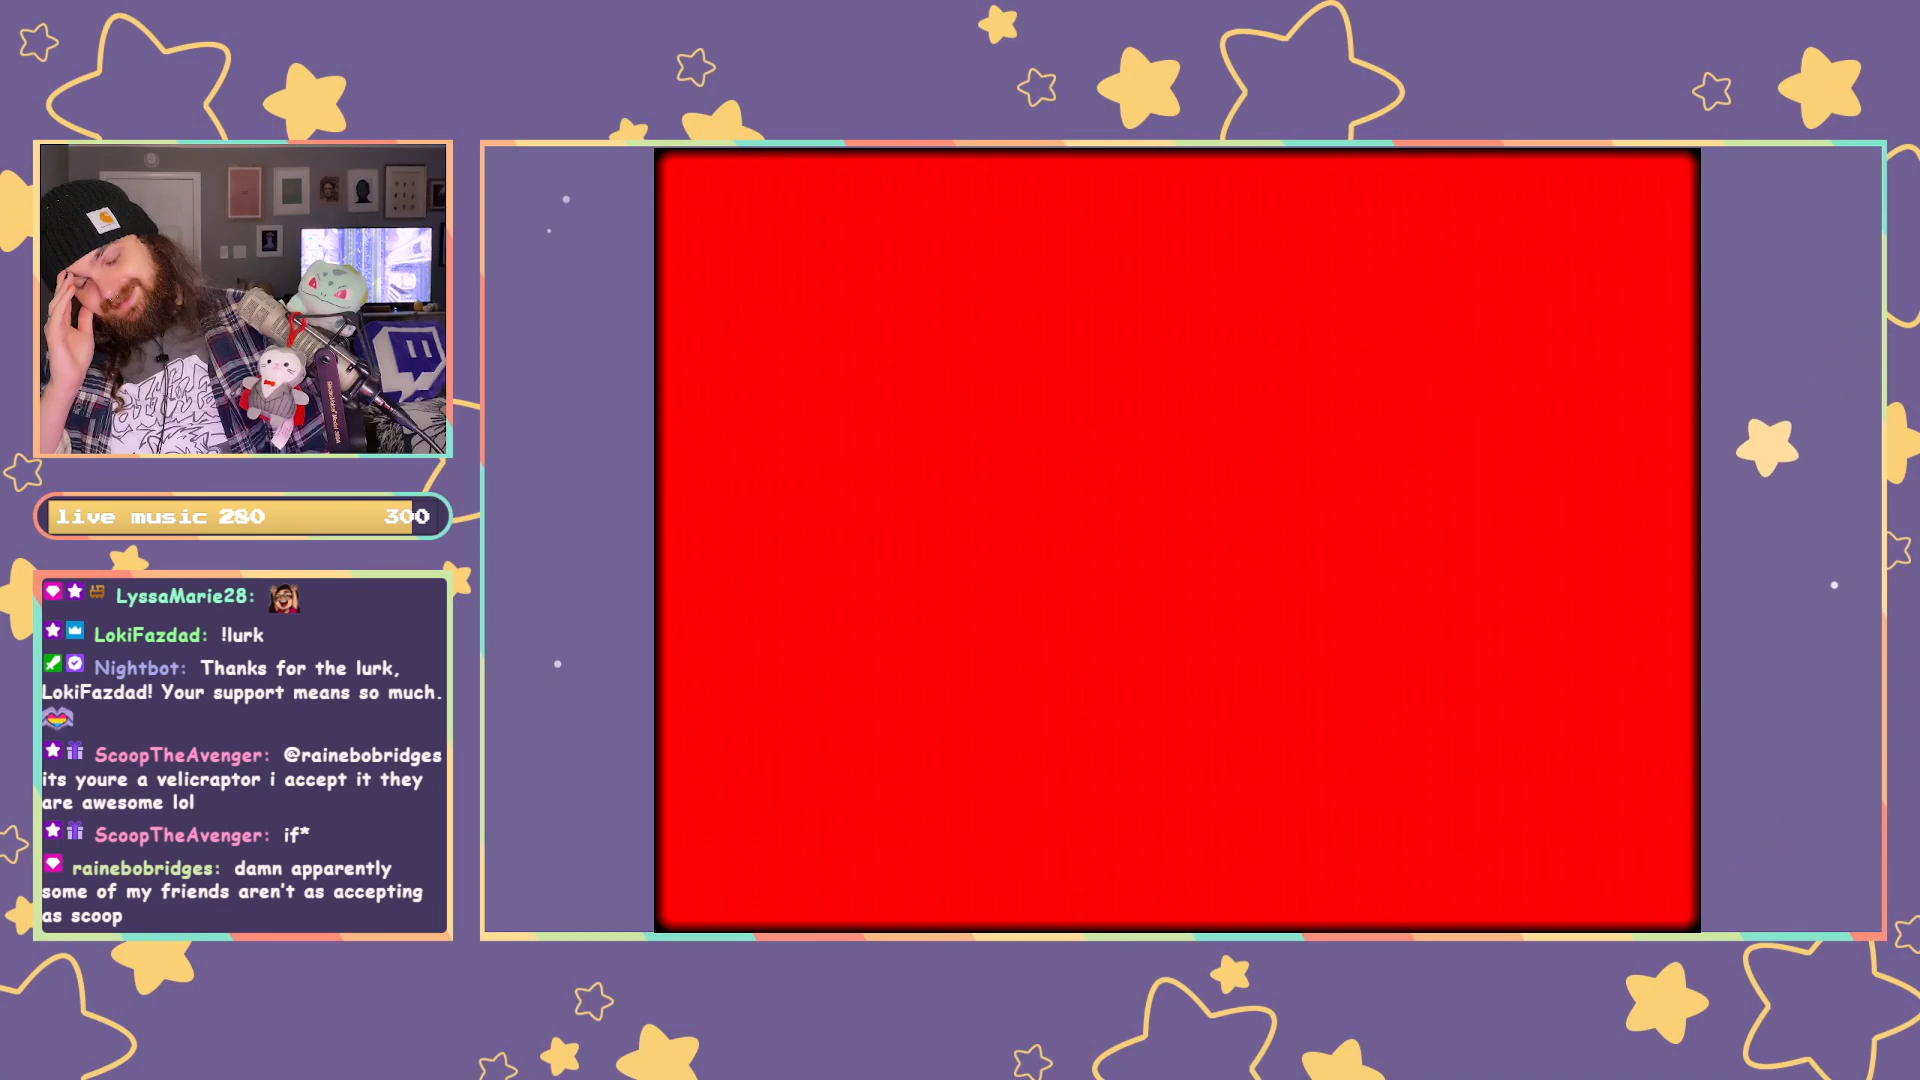 live music 280 300
LyssaMarie28:
LokiFazdad: !lurk
Nightbot: Thanks for the lurk,
LokiFazdad! Your support means so much.
ScoopTheAvenger: @rainebobridges
its youre a velicraptor i accept it they
are awesome lol
ScoopTheAvenger: if*
rainebobridges: damn apparently
some of my friends aren't as accepting
as scoop